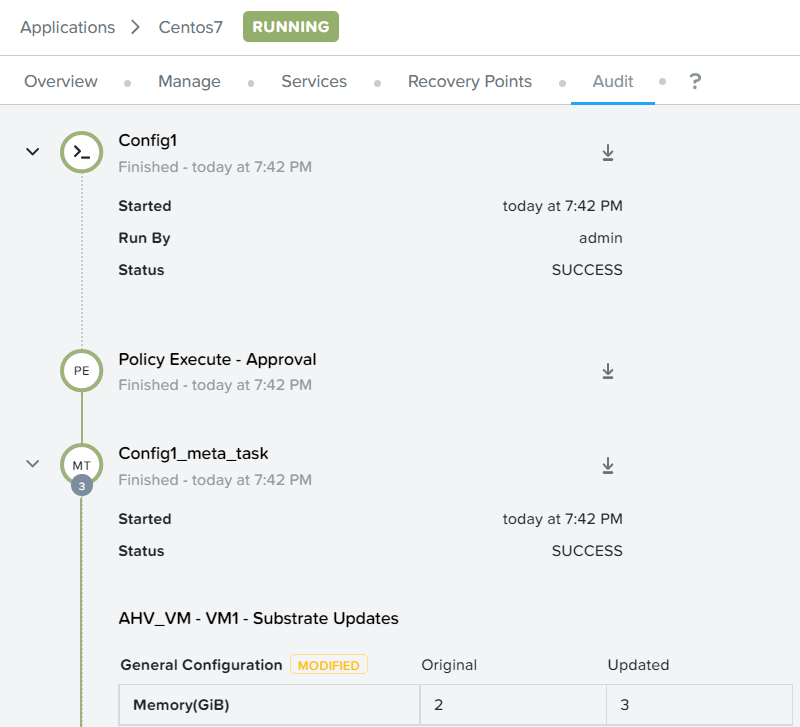 Applications > Centos7 RUNNING
Overview Manage Services Recovery Points Audit ?
Config1
Finished - today at 7:42 PM
Started today at 7:42 PM
Run By admin
Status SUCCESS
PE Policy Execute - Approval
Finished - today at 7:42 PM
Config1_meta_task
MT
Finished - today at 7:42 PM
3
Started today at 7:42 PM
Status SUCCESS
AHV_VM - VM1 - Substrate Updates
General Configuration MODIFIED Original Updated
Memory(GiB) 2 3